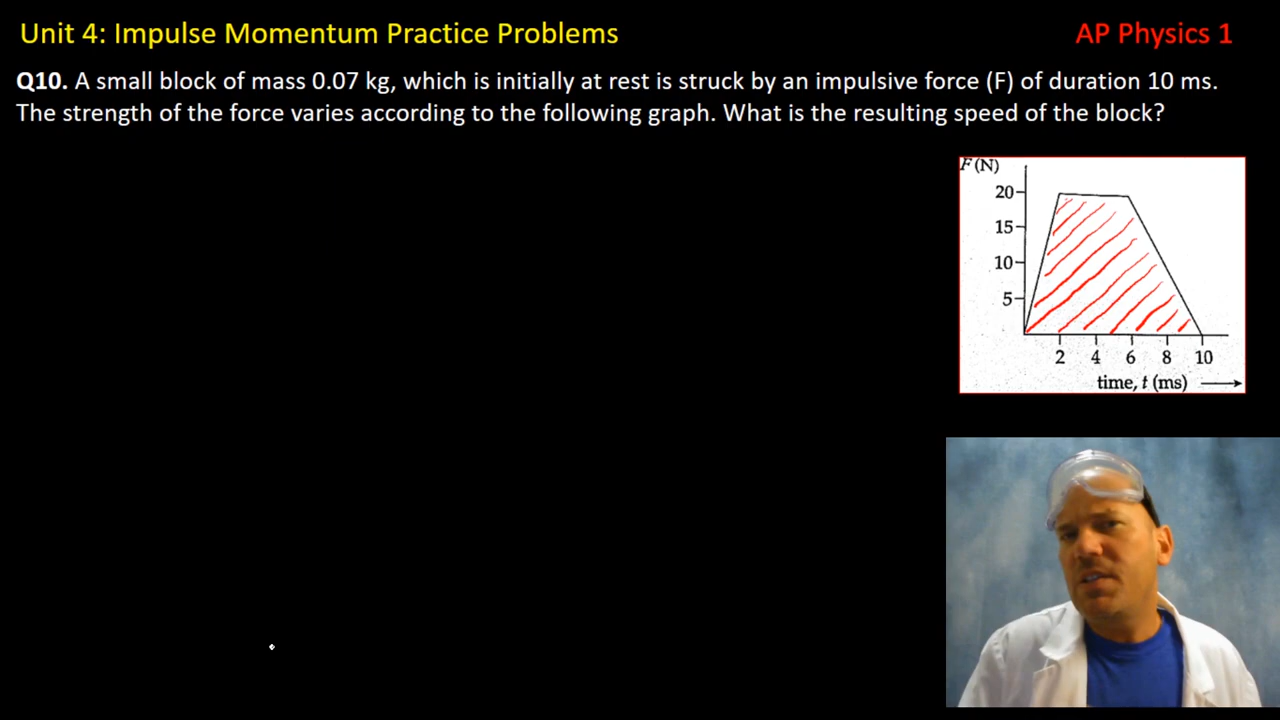 Unit 4: Impulse Momentum Practice Problems
AP Physics 1
Q10. A small block of mass 0.07 kg, which is initially at rest is struck by an impulsive force (F) of duration 10 ms.
The strength of the force varies according to the following graph. What is the resulting speed of the block?
F (N)
20
15
10
5
2 4 6 8 10
time, t (ms)